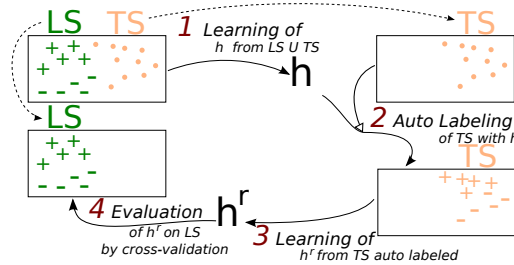 LS TS
TS
1 Learning of
h from LS U TS
h
2 Auto Labeling
of TS with h
LS
TS
4 Evaluation
of h^r on LS
by cross-validation
h^r
3 Learning of
h^r from TS auto labeled